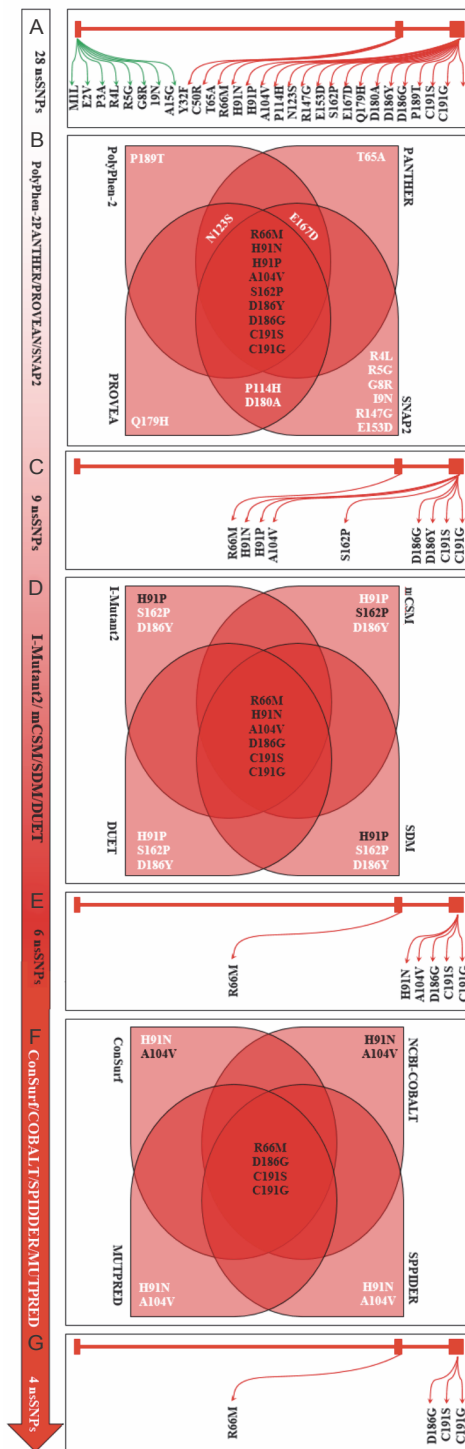 A
28 nsSNPs
M1L
E2V
P3A
R4L
R5G
G8R
I9N
A15G
Y32F
C50R
T65A
R66M
H91N
H91P
A104V
P114H
N123S
R147G
E153D
S162P
E167D
Q179H
D180A
D186Y
D186G
P189T
C191S
C191G
B
PolyPhen-2PANTHER/PROVEAN/SNAP2
PolyPhen-2
P189T
PANTHER
T65A
N123S
E167D
R66M
H91N
H91P
A104V
S162P
D186Y
D186G
C191S
C191G
P114H
D180A
PROVEA
Q179H
SNAP2
R4L
R5G
G8R
I9N
R147G
E153D
C
9 nsSNPs
R66M
H91N
H91P
A104V
S162P
D186G
D186Y
C191S
C191G
D
I-Mutant2/ mCSM/SDM/DUET
I-Mutant2
H91P
S162P
D186Y
mCSM
H91P
S162P
D186Y
R66M
H91N
A104V
D186G
C191S
C191G
DUET
H91P
S162P
D186Y
SDM
H91P
S162P
D186Y
E
6 nsSNPs
R66M
H91N
A104V
D186G
C191S
C191G
F
ConSurf/COBALT/SPIDDER/MUTPRED
ConSurf
H91N
A104V
NCBI-COBALT
H91N
A104V
R66M
D186G
C191S
C191G
MUTPRED
H91N
A104V
SPPIDER
H91N
A104V
G
4 nsSNPs
R66M
D186G
C191S
C191G